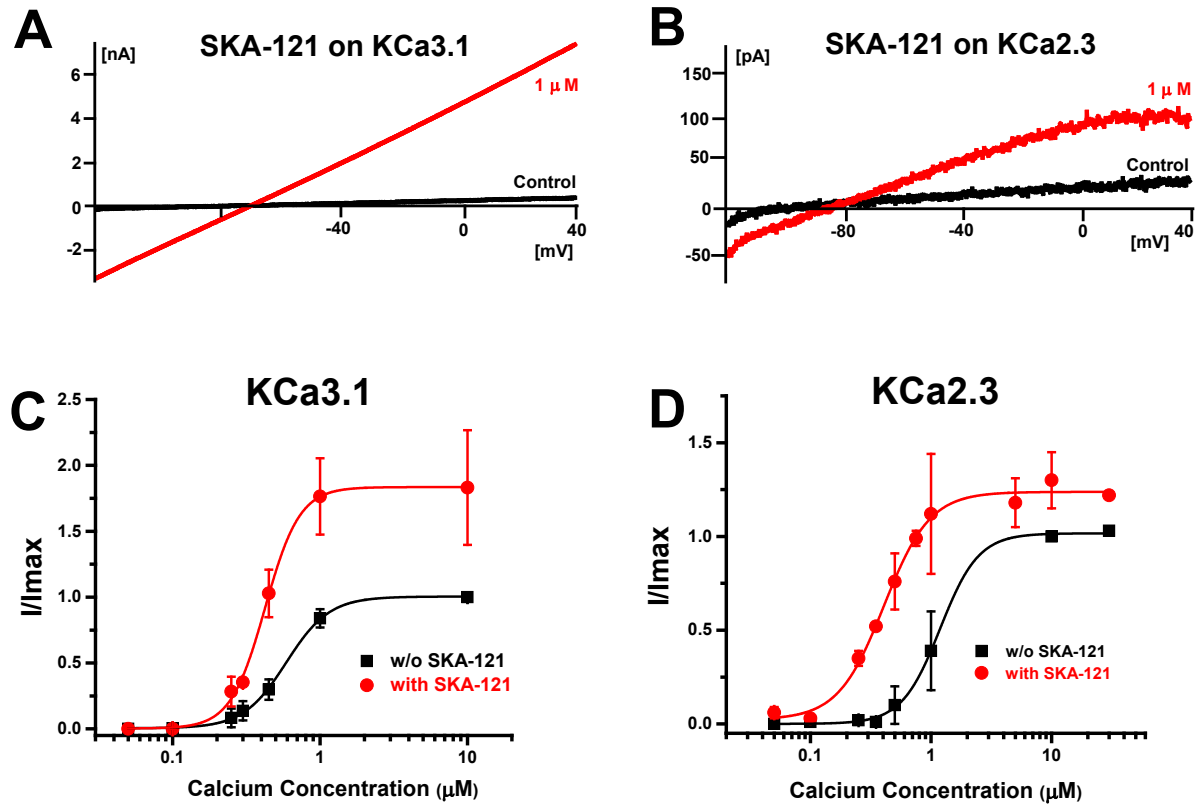 A
SKA-121 on KCa3.1
[nA]
1 μ M
6
4
2
0
-2
Control
-40
0
40
[mV]
B
SKA-121 on KCa2.3
[pA]
1 μ M
150
100
50
0
-50
Control
-80
-40
0
40
[mV]
C
KCa3.1
I/Imax
2.5
2.0
1.5
1.0
0.5
0.0
w/o SKA-121
with SKA-121
0.1
1
10
Calcium Concentration (μM)
D
KCa2.3
I/Imax
1.5
1.0
0.5
0.0
w/o SKA-121
with SKA-121
0.1
1
10
Calcium Concentration (μM)